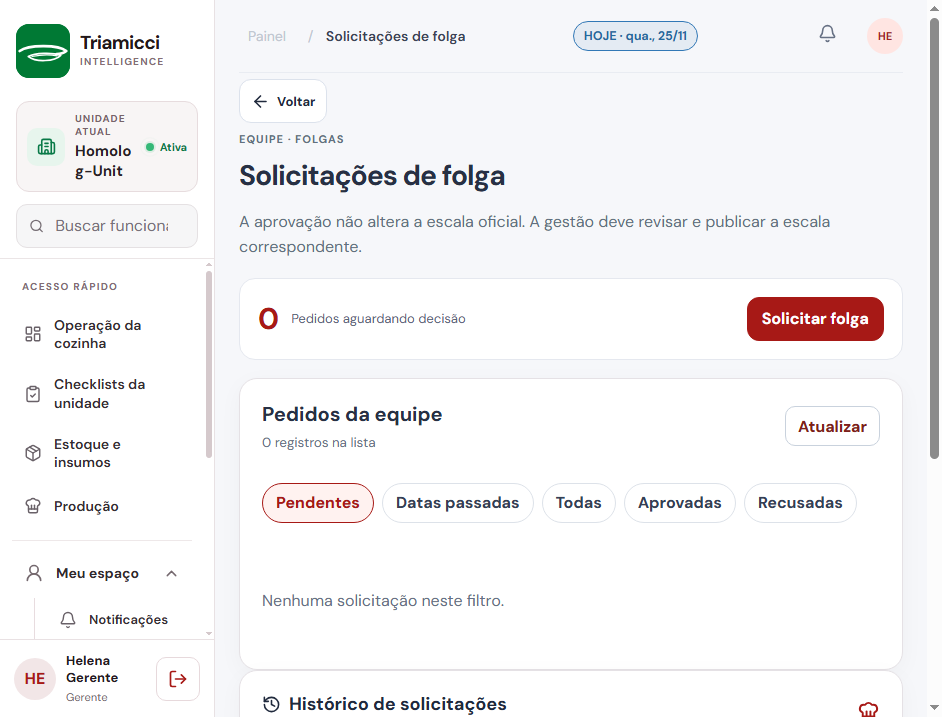 Triamicci
INTELLIGENCE
UNIDADE
ATUAL
Homolo
g-Unit
Ativa
Buscar funciona
ACESSO RÁPIDO
Operação da
cozinha
Checklists da
unidade
Estoque e
insumos
Produção
Meu espaço
Notificações
HE
Helena
Gerente
Gerente
Painel / Solicitações de folga
HOJE · qua., 25/11
HE
Voltar
EQUIPE · FOLGAS
Solicitações de folga
A aprovação não altera a escala oficial. A gestão deve revisar e publicar a escala
correspondente.
0 Pedidos aguardando decisão
Solicitar folga
Pedidos da equipe
0 registros na lista
Atualizar
Pendentes
Datas passadas
Todas
Aprovadas
Recusadas
Nenhuma solicitação neste filtro.
Histórico de solicitações